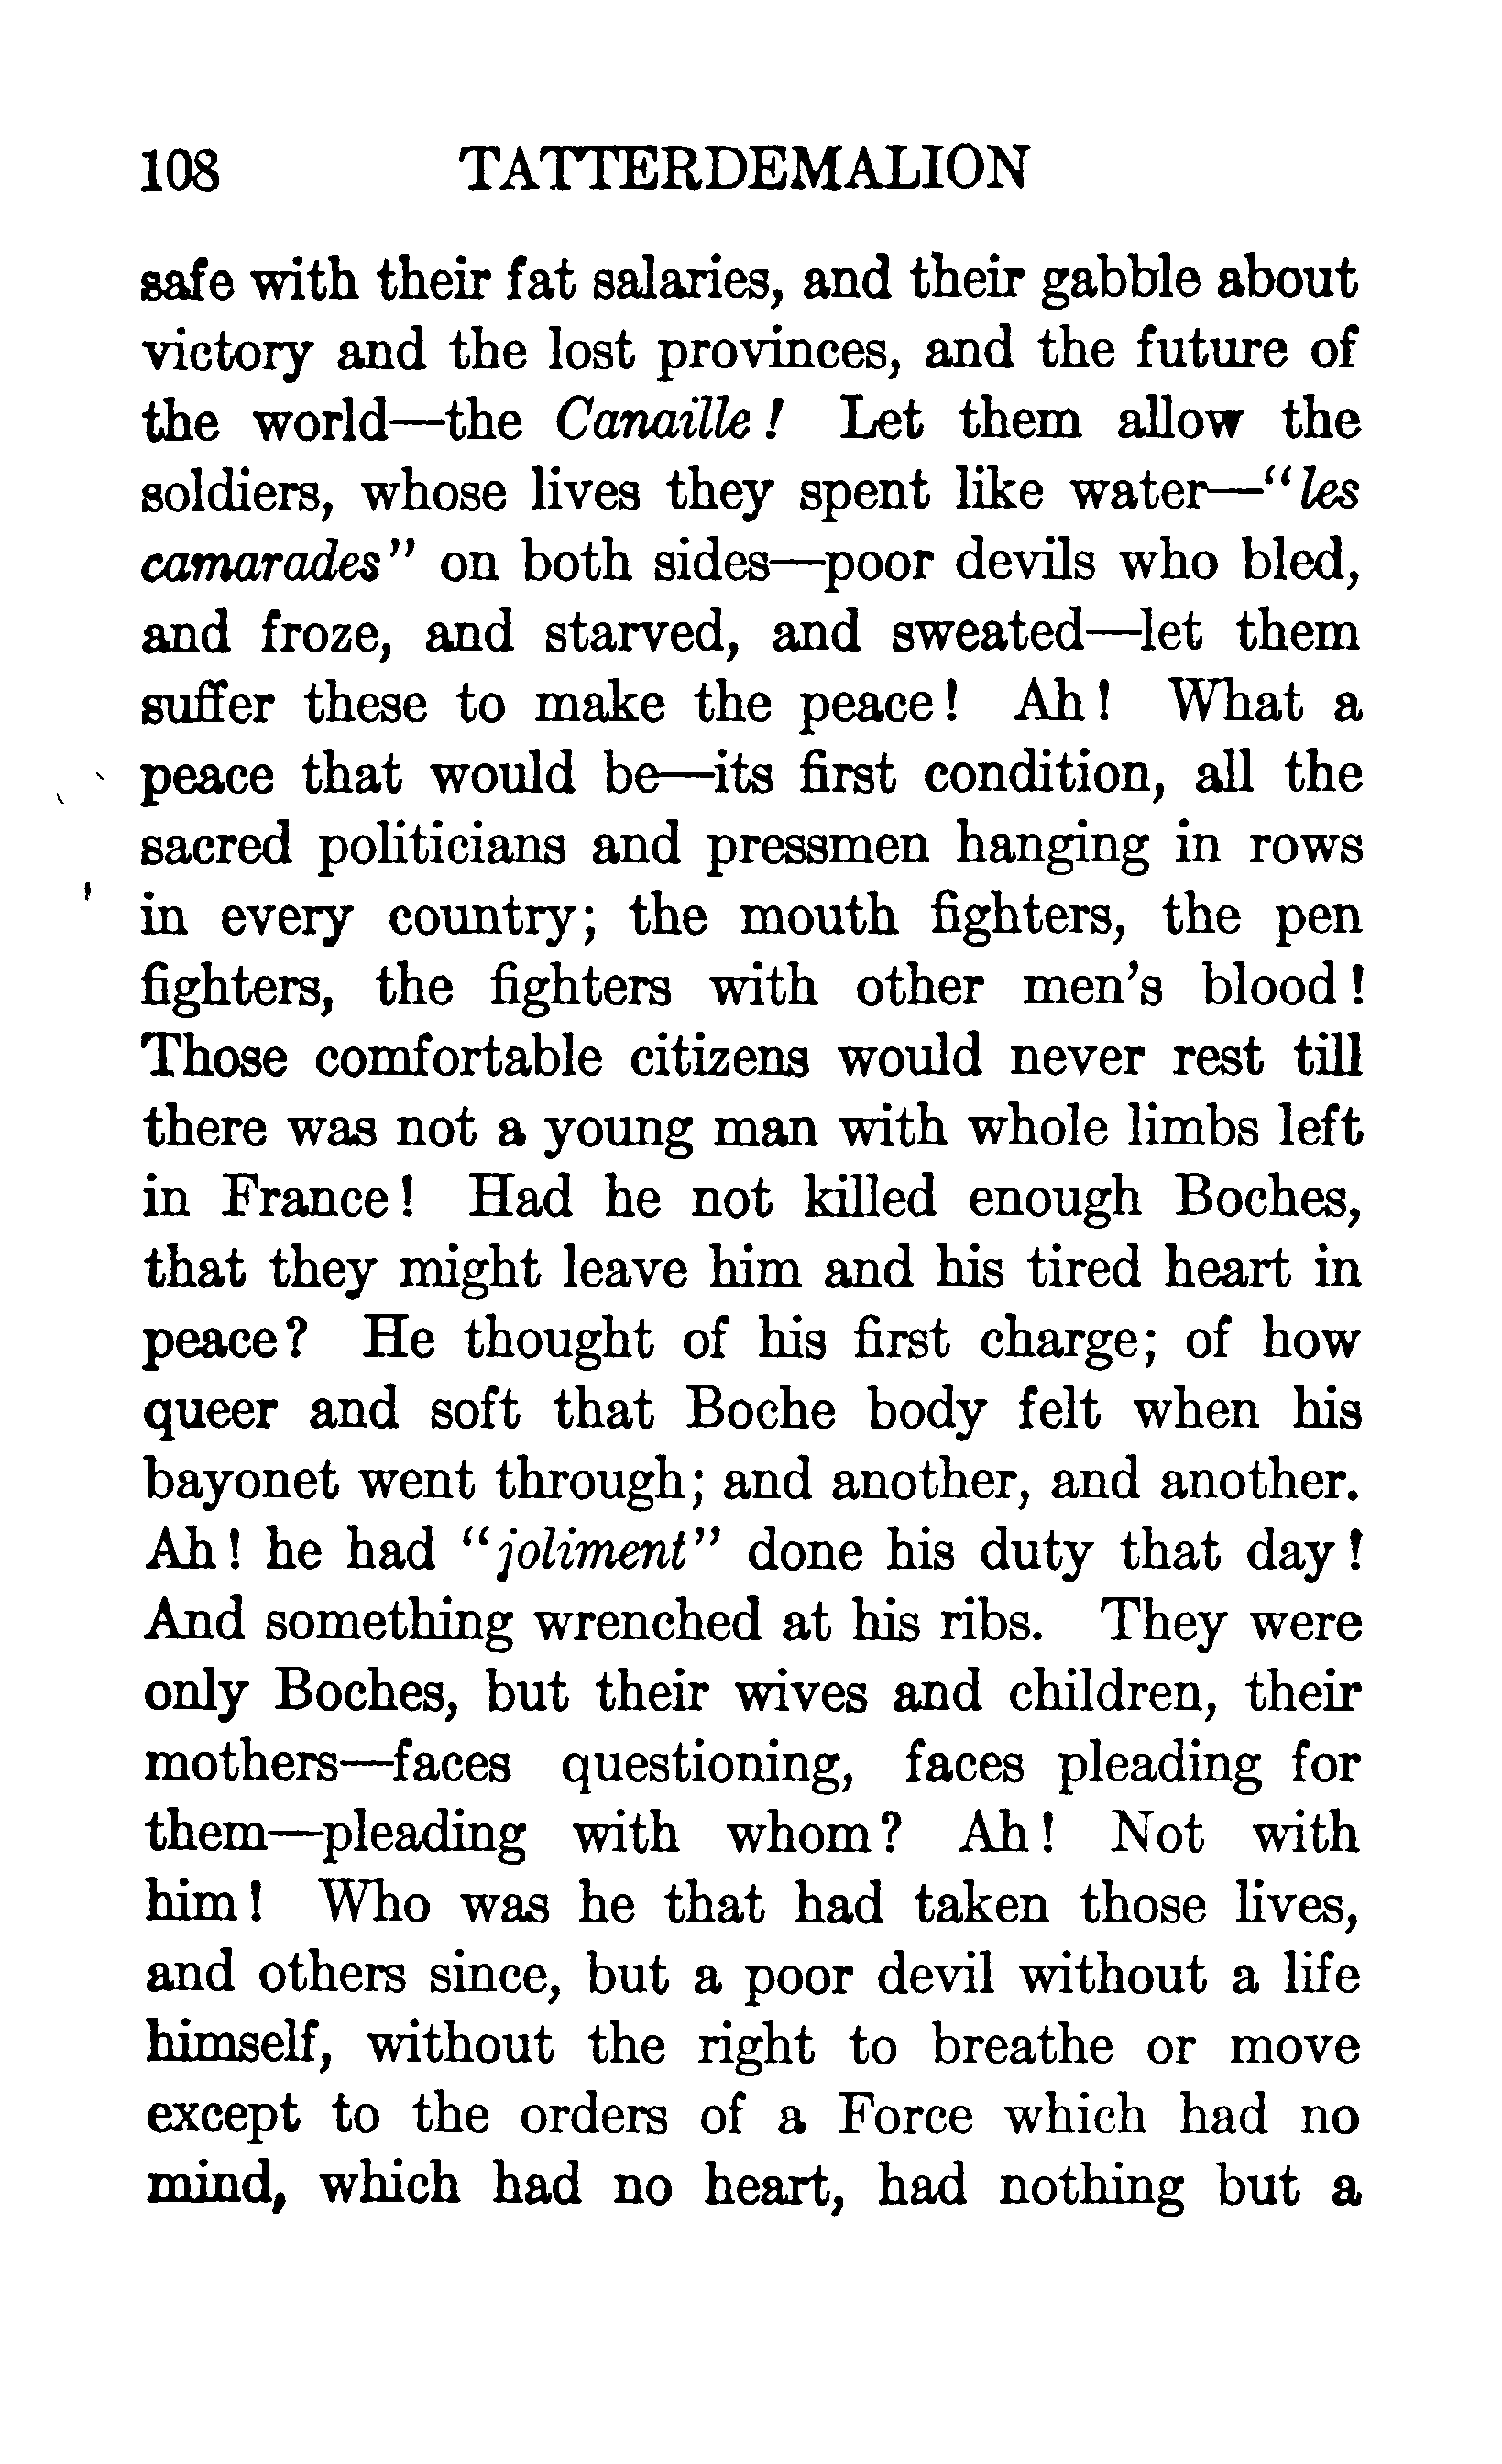 108 TATTERDEMALION
safe with their fat salaries, and their gabble about
victory and the lost provinces, and the future of
the world—the Canaille! Let them allow the
soldiers, whose lives they spent like water—“les
camarades” on both sides—poor devils who bled,
and froze, and starved, and sweated—let them
suffer these to make the peace! Ah! What a
peace that would be—its first condition, all the
sacred politicians and pressmen hanging in rows
in every country; the mouth fighters, the pen
fighters, the fighters with other men’s blood!
Those comfortable citizens would never rest till
there was not a young man with whole limbs left
in France! Had he not killed enough Boches,
that they might leave him and his tired heart in
peace? He thought of his first charge; of how
queer and soft that Boche body felt when his
bayonet went through; and another, and another.
Ah! he had “joliment” done his duty that day!
And something wrenched at his ribs. They were
only Boches, but their wives and children, their
mothers—faces questioning, faces pleading for
them—pleading with whom? Ah! Not with
him! Who was he that had taken those lives,
and others since, but a poor devil without a life
himself, without the right to breathe or move
except to the orders of a Force which had no
mind, which had no heart, had nothing but a